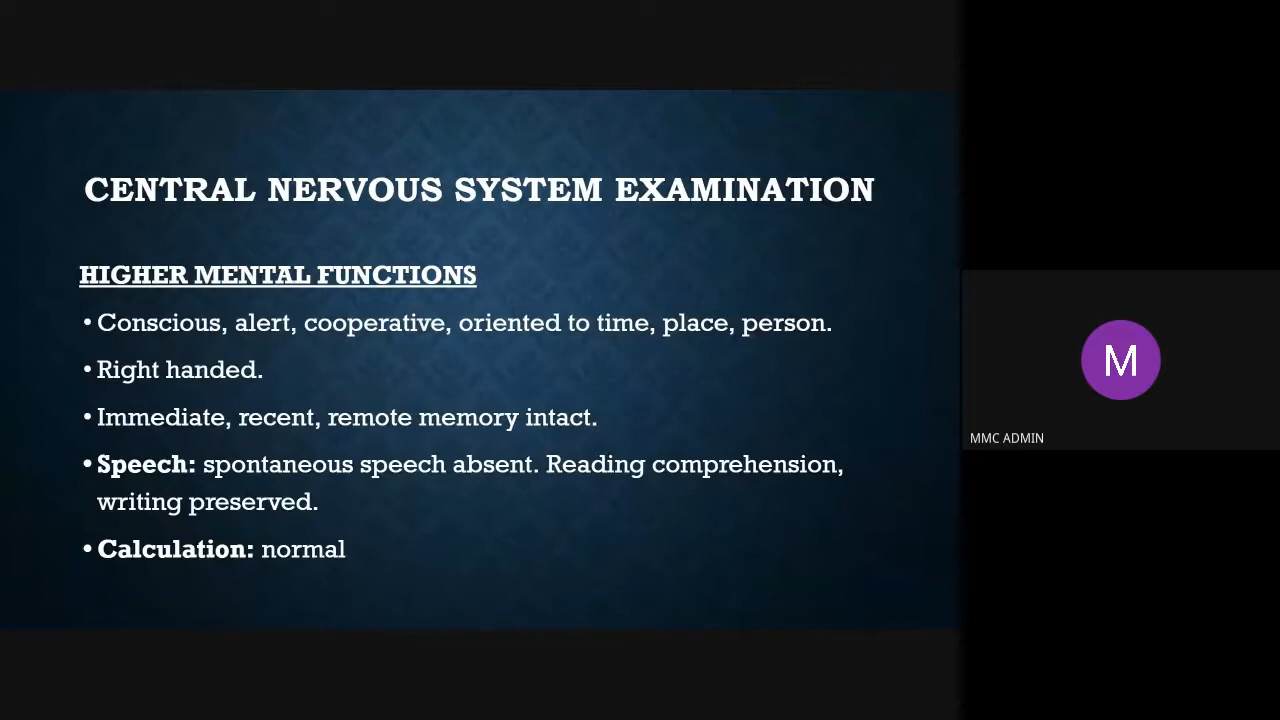 CENTRAL NERVOUS SYSTEM EXAMINATION
HIGHER MENTAL FUNCTIONS
• Conscious, alert, cooperative, oriented to time, place, person.
• Right handed.
• Immediate, recent, remote memory intact.
• Speech: spontaneous speech absent. Reading comprehension,
writing preserved.
• Calculation: normal
M
MMC ADMIN